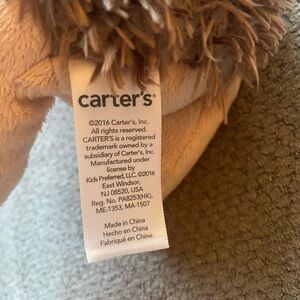 carter's®
©2016 Carter's, Inc.
All rights reserved.
CARTER'S is a registered
trademark owned by a
subsidiary of Carter's, Inc.
Manufactured under
license by
Kids Preferred, LLC. ©2016
East Windsor,
NJ 08520, USA
Reg. No. PA8253(HK),
ME-1353, MA-1507
Made in China
Hecho en China
Fabriqué en Chine